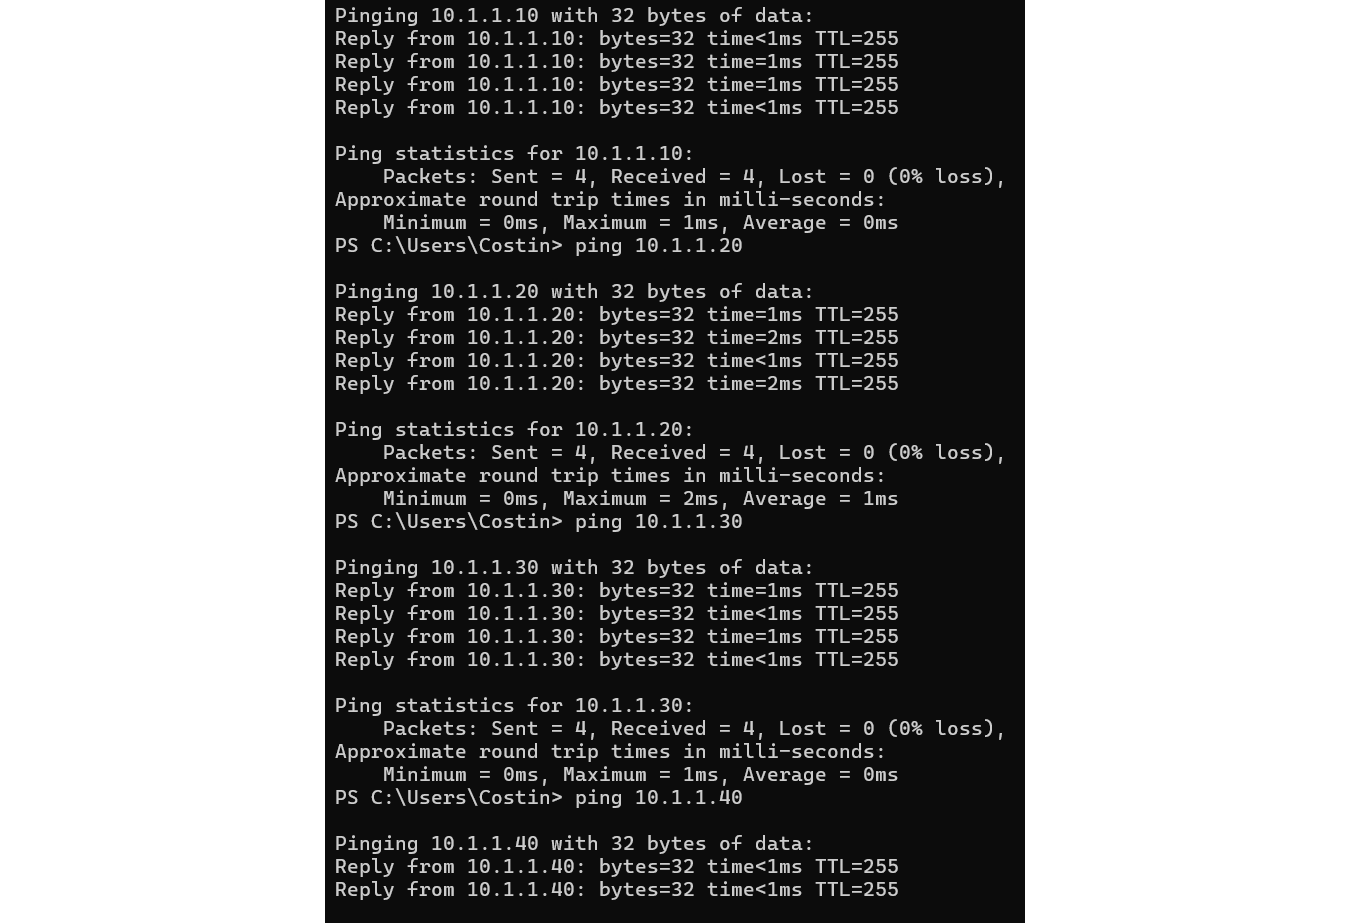 Pinging 10.1.1.10 with 32 bytes of data:
Reply from 10.1.1.10: bytes=32 time<1ms TTL=255
Reply from 10.1.1.10: bytes=32 time=1ms TTL=255
Reply from 10.1.1.10: bytes=32 time=1ms TTL=255
Reply from 10.1.1.10: bytes=32 time<1ms TTL=255

Ping statistics for 10.1.1.10:
    Packets: Sent = 4, Received = 4, Lost = 0 (0% loss),
Approximate round trip times in milli-seconds:
    Minimum = 0ms, Maximum = 1ms, Average = 0ms
PS C:\Users\Costin> ping 10.1.1.20

Pinging 10.1.1.20 with 32 bytes of data:
Reply from 10.1.1.20: bytes=32 time=1ms TTL=255
Reply from 10.1.1.20: bytes=32 time=2ms TTL=255
Reply from 10.1.1.20: bytes=32 time<1ms TTL=255
Reply from 10.1.1.20: bytes=32 time=2ms TTL=255

Ping statistics for 10.1.1.20:
    Packets: Sent = 4, Received = 4, Lost = 0 (0% loss),
Approximate round trip times in milli-seconds:
    Minimum = 0ms, Maximum = 2ms, Average = 1ms
PS C:\Users\Costin> ping 10.1.1.30

Pinging 10.1.1.30 with 32 bytes of data:
Reply from 10.1.1.30: bytes=32 time=1ms TTL=255
Reply from 10.1.1.30: bytes=32 time<1ms TTL=255
Reply from 10.1.1.30: bytes=32 time=1ms TTL=255
Reply from 10.1.1.30: bytes=32 time<1ms TTL=255

Ping statistics for 10.1.1.30:
    Packets: Sent = 4, Received = 4, Lost = 0 (0% loss),
Approximate round trip times in milli-seconds:
    Minimum = 0ms, Maximum = 1ms, Average = 0ms
PS C:\Users\Costin> ping 10.1.1.40

Pinging 10.1.1.40 with 32 bytes of data:
Reply from 10.1.1.40: bytes=32 time<1ms TTL=255
Reply from 10.1.1.40: bytes=32 time<1ms TTL=255